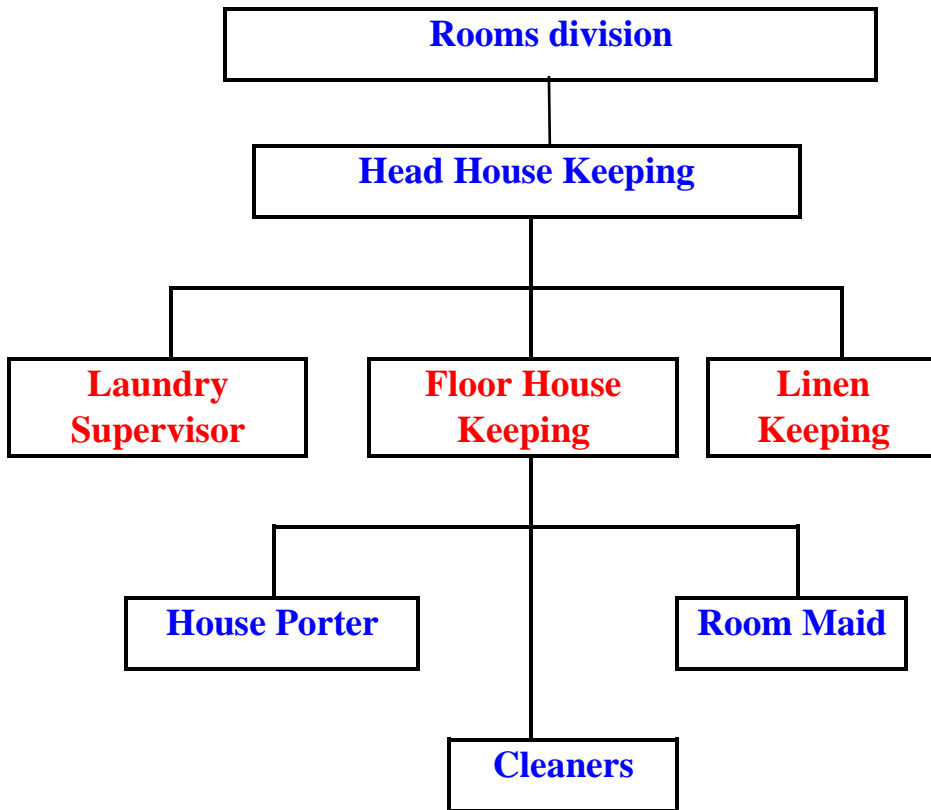 Rooms division
Head House Keeping
Laundry
Supervisor
Floor House
Keeping
Linen
Keeping
House Porter
Room Maid
Cleaners